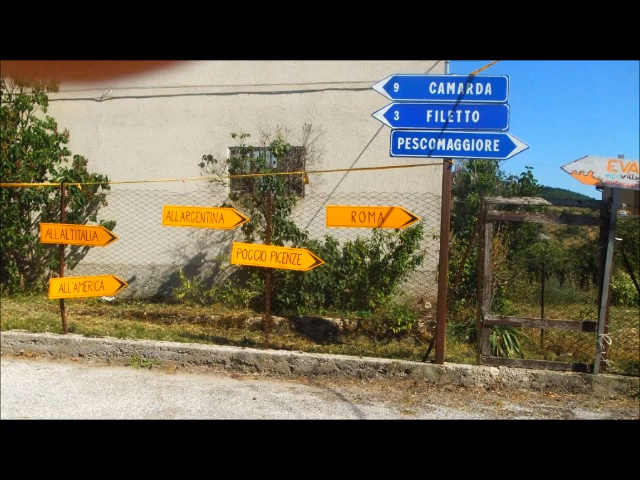 9 CAMARDA
3 FILETTO
PESCOMAGGIORE
EVA
ALL'ARGENTINA
ROMA
ALL'ALTITALIA
POGGIO PICENZE
ALL'AMERICA